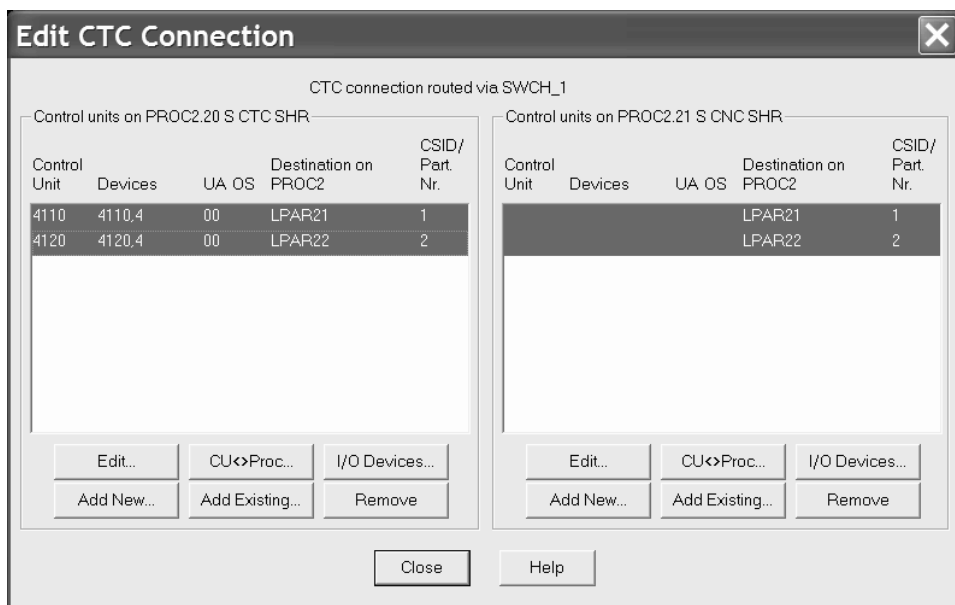 Edit CTC Connection
CTC connection routed via SWCH_1
Control units on PROC2.20 S CTC SHR
Control Unit Devices UA OS Destination on PROC2 CSID/ Part. Nr.
4110 4110,4 00 LPAR21 1
4120 4120,4 00 LPAR22 2
Edit... CU<>Proc... I/O Devices...
Add New... Add Existing... Remove
Control units on PROC2.21 S CNC SHR
Control Unit Devices UA OS Destination on PROC2 CSID/ Part. Nr.
LPAR21 1
LPAR22 2
Edit... CU<>Proc... I/O Devices...
Add New... Add Existing... Remove
Close Help